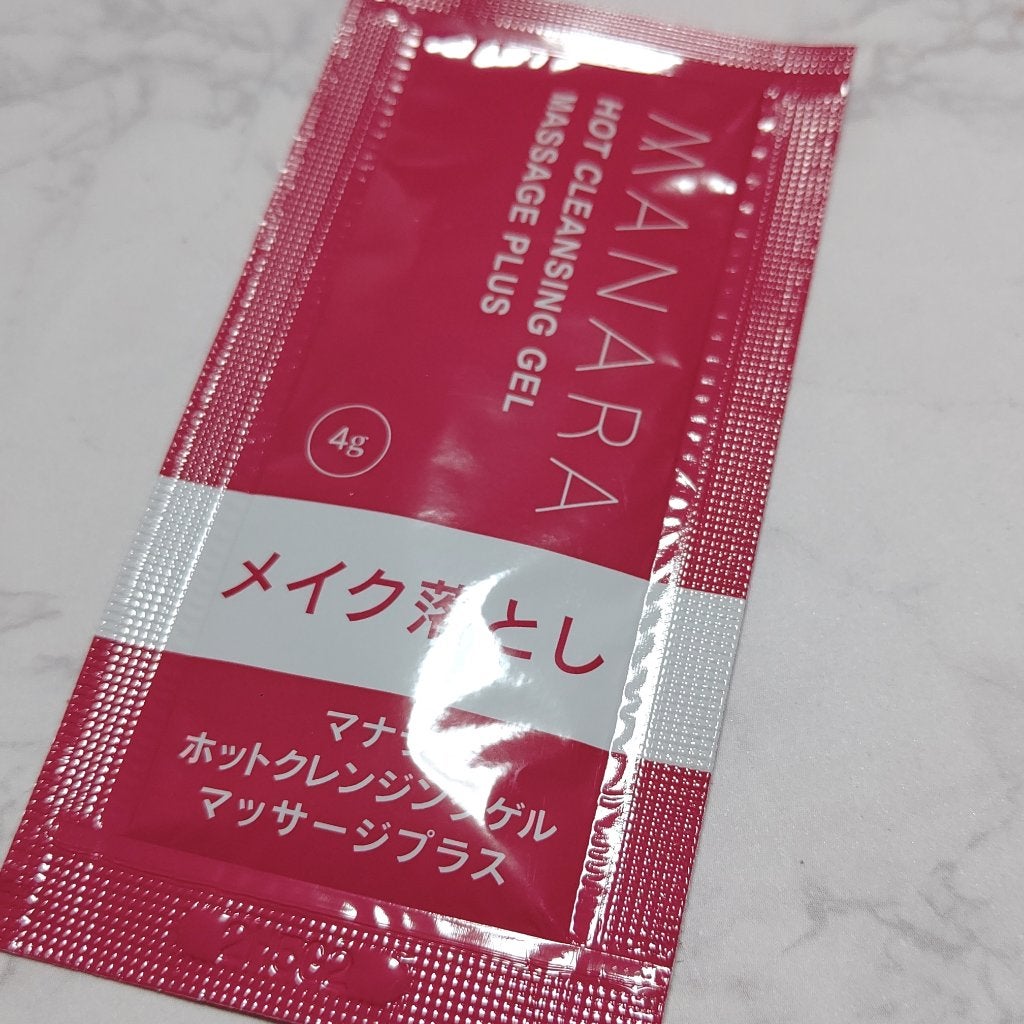 MANARA
HOT CLEANSING GEL
MASSAGE PLUS
4g
メイク落とし
マナラ
ホットクレンジングゲル
マッサージプラス